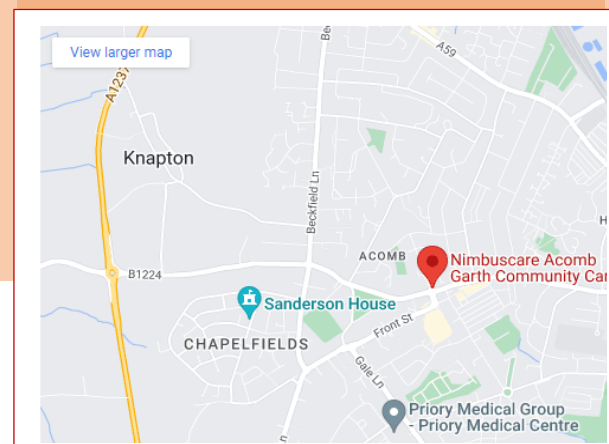 View larger map
A59
A1237
Knapton
Beckfield Ln
B1224
ACOMB
Nimbuscare Acomb
Garth Community Car
Sanderson House
Front St
CHAPELFIELDS
Gale Ln
Priory Medical Group
- Priory Medical Centre